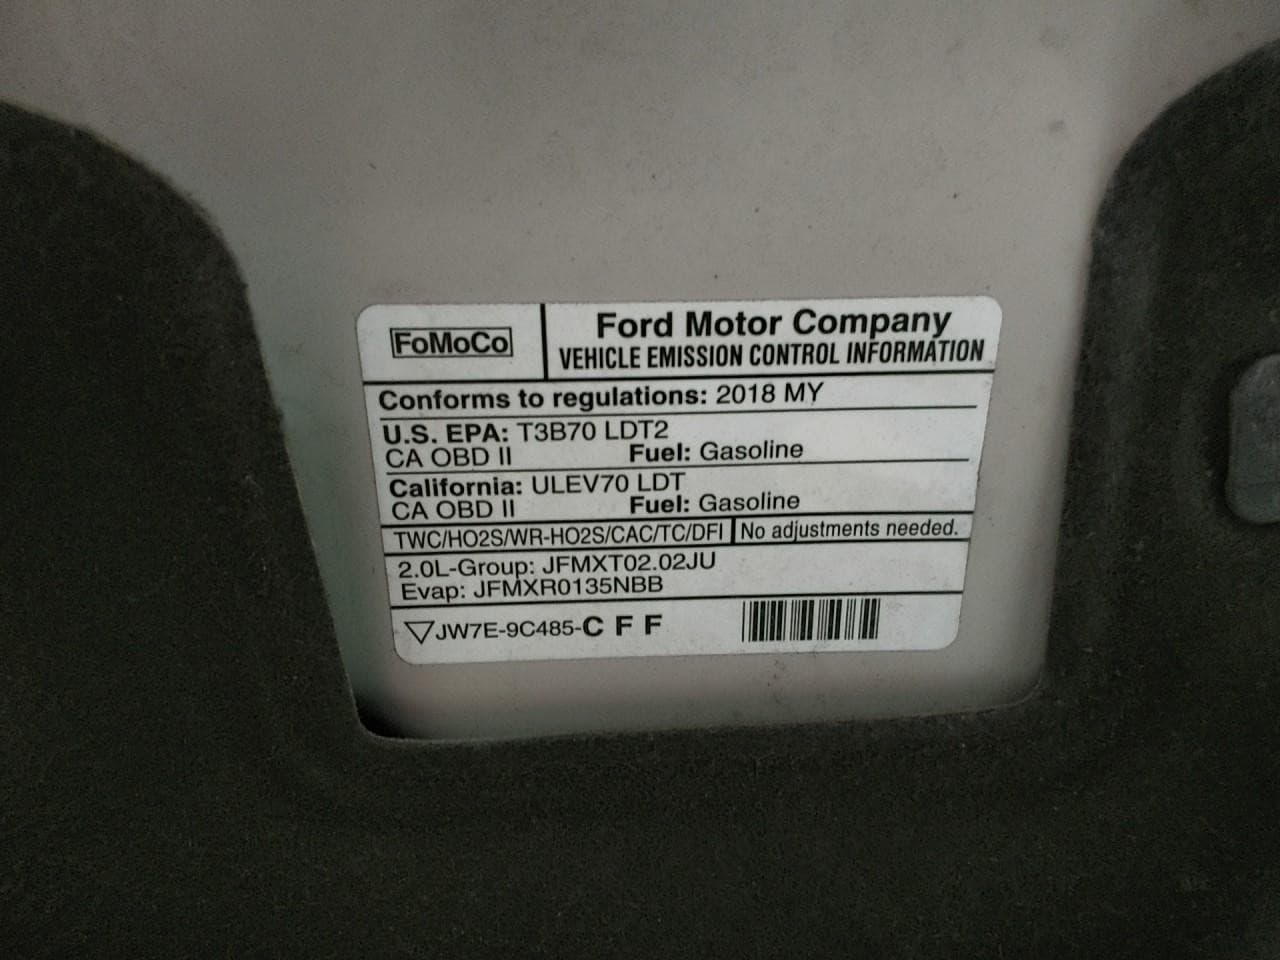 FoMoCo
Ford Motor Company
VEHICLE EMISSION CONTROL INFORMATION
Conforms to regulations: 2018 MY
U.S. EPA: T3B70 LDT2
CA OBD II Fuel: Gasoline
California: ULEV70 LDT
CA OBD II Fuel: Gasoline
TWC/HO2S/WR-HO2S/CAC/TC/DFI No adjustments needed.
2.0L-Group: JFMXT02.02JU
Evap: JFMXR0135NBB
JW7E-9C485-C F F